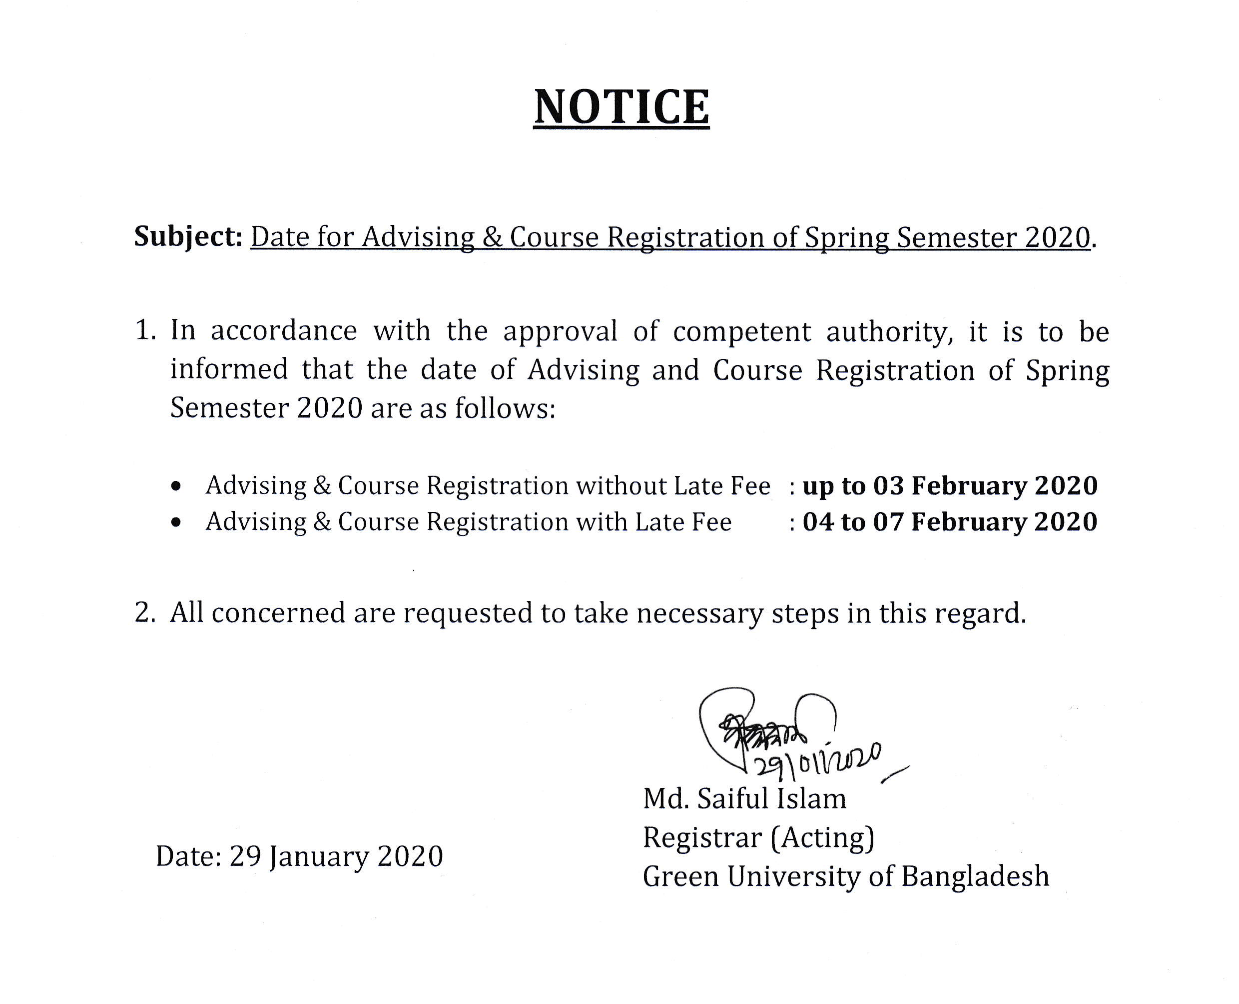 NOTICE
Subject: Date for Advising & Course Registration of Spring Semester 2020.
1. In accordance with the approval of competent authority, it is to be
informed that the date of Advising and Course Registration of Spring
Semester 2020 are as follows:
• Advising & Course Registration without Late Fee : up to 03 February 2020
• Advising & Course Registration with Late Fee : 04 to 07 February 2020
2. All concerned are requested to take necessary steps in this regard.
29\01\2020
Md. Saiful Islam
Registrar (Acting)
Date: 29 January 2020
Green University of Bangladesh